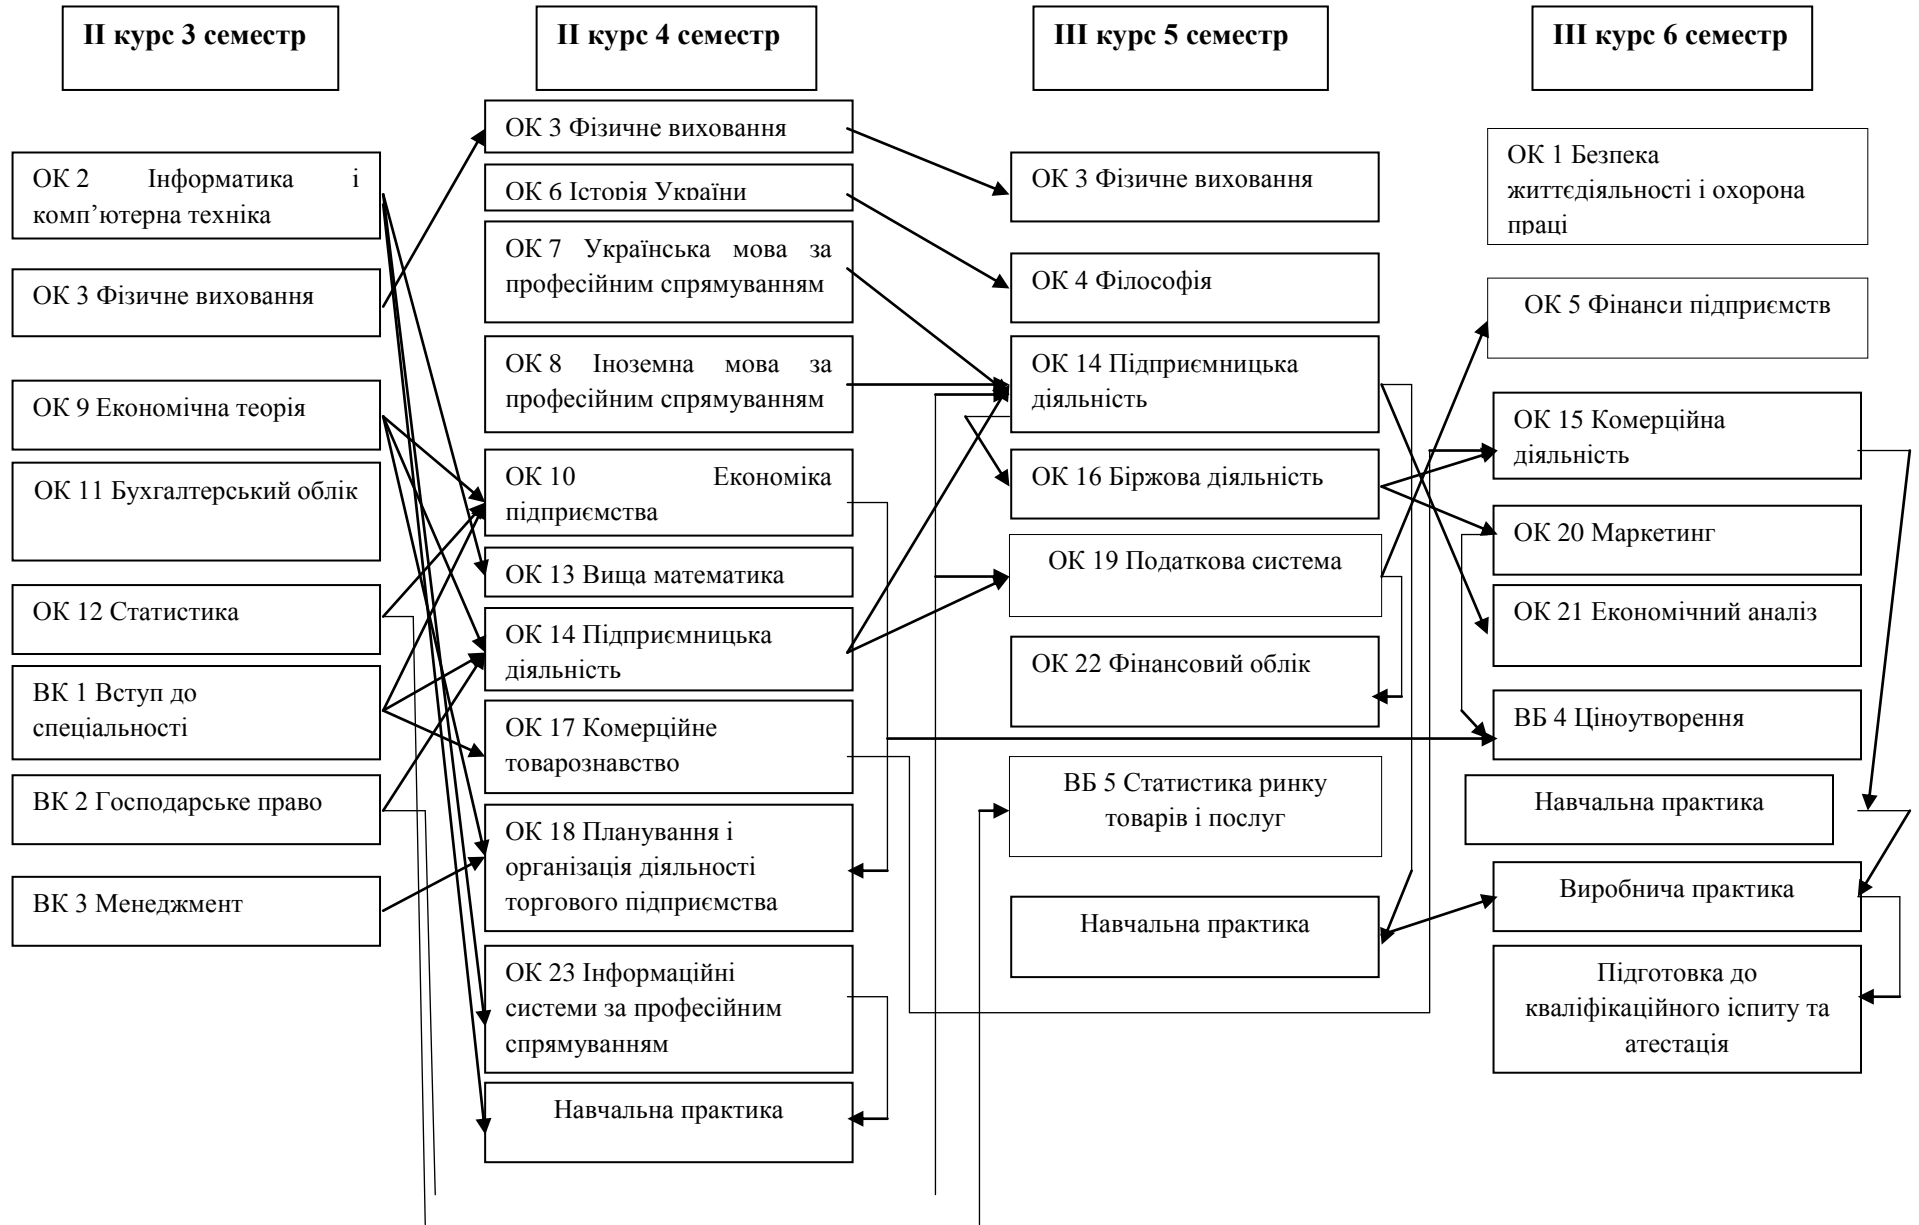 ІІ курс 3 семестр
ІІ курс 4 семестр
ІІІ курс 5 семестр
ІІІ курс 6 семестр
ОК 2 Інформатика і
комп’ютерна техніка
ОК 3 Фізичне виховання
ОК 9 Економічна теорія
ОК 11 Бухгалтерський облік
ОК 12 Статистика
ВК 1 Вступ до
спеціальності
ВК 2 Господарське право
ВК 3 Менеджмент
ОК 3 Фізичне виховання
ОК 6 Історія України
ОК 7 Українська мова за
професійним спрямуванням
ОК 8 Іноземна мова за
професійним спрямуванням
ОК 10 Економіка
підприємства
ОК 13 Вища математика
ОК 14 Підприємницька
діяльність
ОК 17 Комерційне
товарознавство
ОК 18 Планування і
організація діяльності
торгового підприємства
ОК 23 Інформаційні
системи за професійним
спрямуванням
Навчальна практика
ОК 3 Фізичне виховання
ОК 4 Філософія
ОК 14 Підприємницька
діяльність
ОК 16 Біржова діяльність
ОК 19 Податкова система
ОК 22 Фінансовий облік
ВБ 5 Статистика ринку
товарів і послуг
Навчальна практика
ОК 1 Безпека
життєдіяльності і охорона
праці
ОК 5 Фінанси підприємств
ОК 15 Комерційна
діяльність
ОК 20 Маркетинг
ОК 21 Економічний аналіз
ВБ 4 Ціноутворення
Навчальна практика
Виробнича практика
Підготовка до
кваліфікаційного іспиту та
атестація